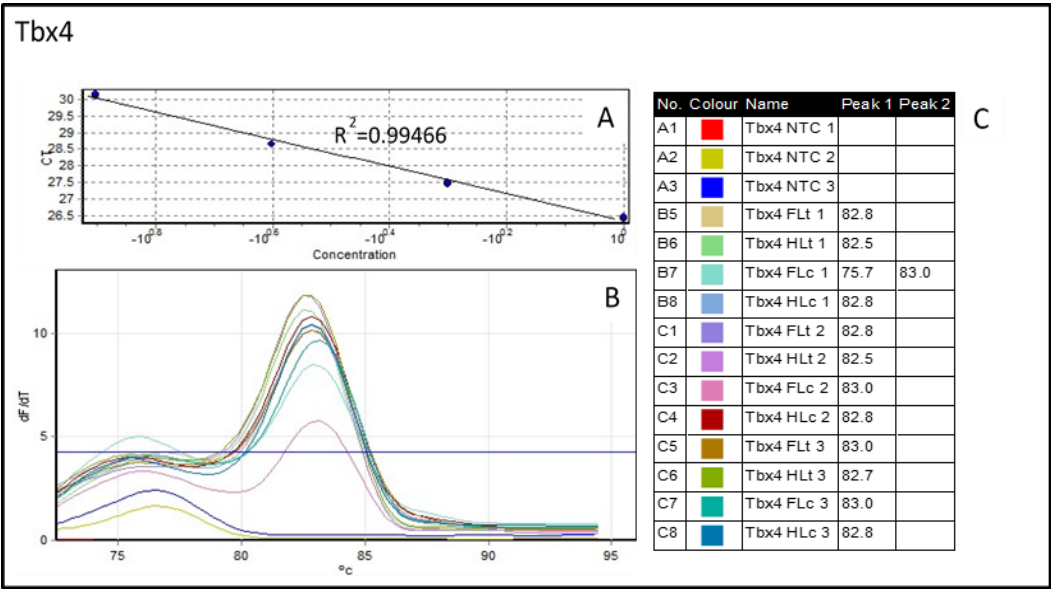 Tbx4
A
R²=0.99466
CT
30
29.5
29
28.5
28
27.5
27
26.5
-10^0.8
-10^0.6
-10^0.4
-10^0.2
10^0
Concentration
B
dF/dT
10
5
0
75
80
85
90
95
°c
C
No. Colour Name Peak 1 Peak 2
A1 Tbx4 NTC 1
A2 Tbx4 NTC 2
A3 Tbx4 NTC 3
B5 Tbx4 FLt 1 82.8
B6 Tbx4 HLt 1 82.5
B7 Tbx4 FLc 1 75.7 83.0
B8 Tbx4 HLc 1 82.8
C1 Tbx4 FLt 2 82.8
C2 Tbx4 HLt 2 82.5
C3 Tbx4 FLc 2 83.0
C4 Tbx4 HLc 2 82.8
C5 Tbx4 FLt 3 83.0
C6 Tbx4 HLt 3 82.7
C7 Tbx4 FLc 3 83.0
C8 Tbx4 HLc 3 82.8